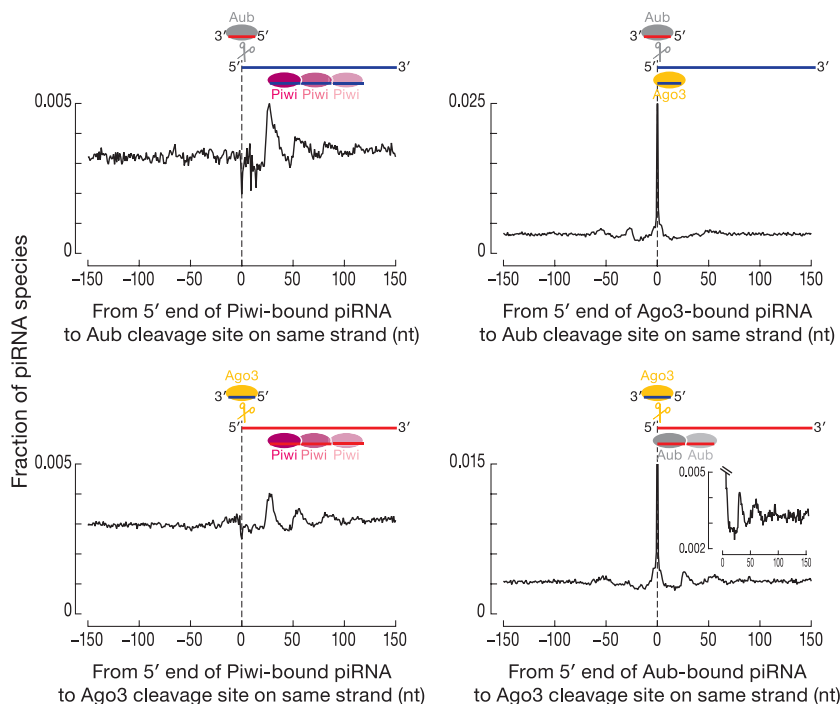 Fraction of piRNA species
Aub
3′ 5′
5′ 3′
Piwi Piwi Piwi
0.005
0
−150 −100 −50 0 50 100 150
From 5′ end of Piwi-bound piRNA
to Aub cleavage site on same strand (nt)
Aub
3′ 5′
5′ 3′
Ago3
0.025
0
−150 −100 −50 0 50 100 150
From 5′ end of Ago3-bound piRNA
to Aub cleavage site on same strand (nt)
Ago3
3′ 5′
5′ 3′
Piwi Piwi Piwi
0.005
0
−150 −100 −50 0 50 100 150
From 5′ end of Piwi-bound piRNA
to Ago3 cleavage site on same strand (nt)
Ago3
3′ 5′
5′ 3′
Aub Aub
0.015
0.005
0.002
0 50 100 150
0
−150 −100 −50 0 50 100 150
From 5′ end of Aub-bound piRNA
to Ago3 cleavage site on same strand (nt)